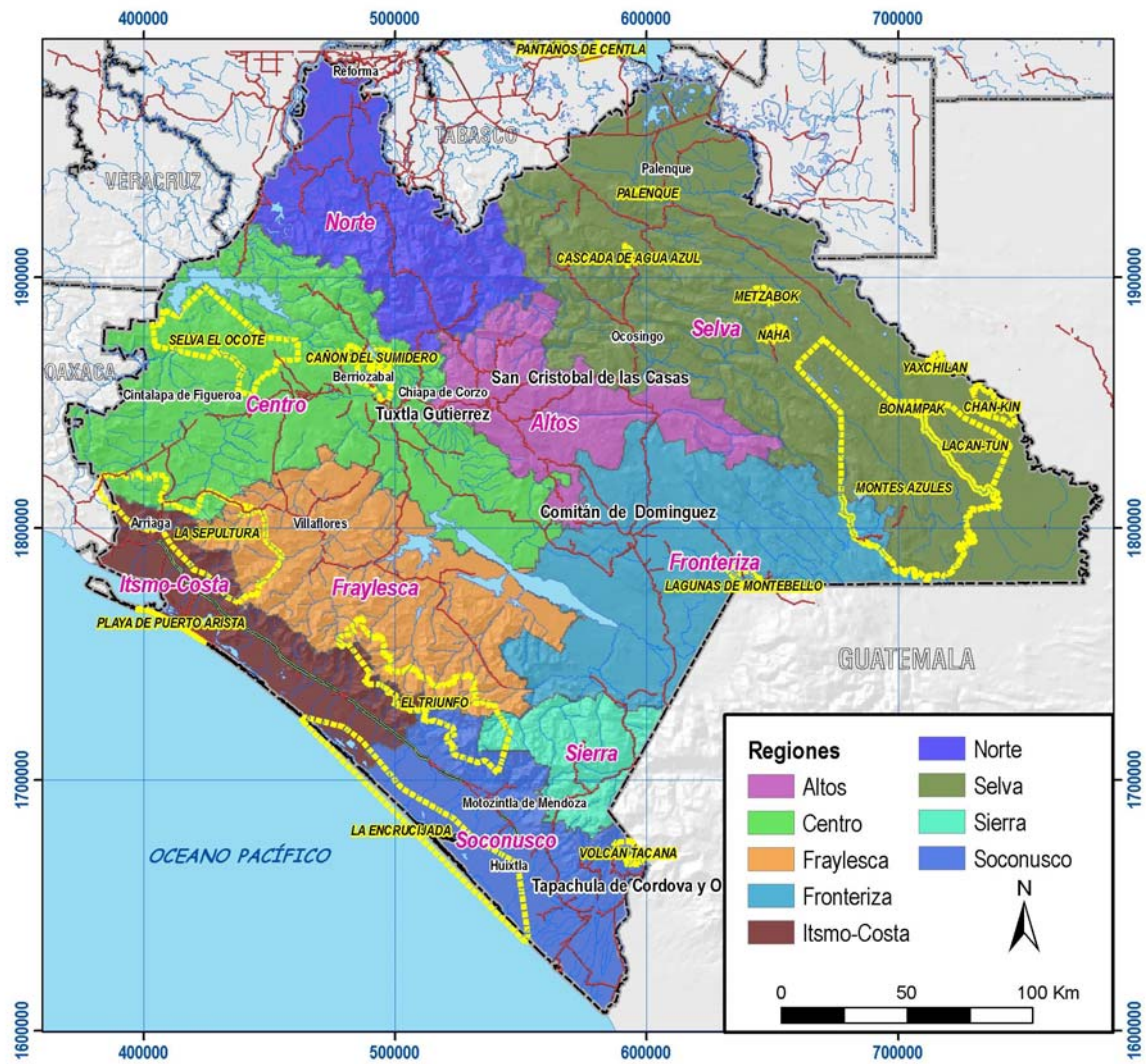 400000
500000
600000
700000
PANTANOS DE CENTLA
Reforma
TABASCO
VERACRUZ
Palenque
PALENQUE
Norte
CASCADA DE AGUA AZUL
1900000
1900000
METZABOK
Selva
NAHA
Ocosingo
SELVA EL OCOTE
CAÑON DEL SUMIDERO
YAXCHILAN
OAXACA
Berriozabal
San Cristobal de las Casas
Cintalapa de Figueroa
Chiapa de Corzo
Centro
Tuxtla Gutierrez
BONAMPAK
CHAN-KIN
Altos
LACAN-TUN
MONTES AZULES
Comitán de Dominguez
1800000
1800000
Arriaga
LA SEPULTURA
Villaflores
Fronteriza
Itsmo-Costa
Fraylesca
LAGUNAS DE MONTEBELLO
PLAYA DE PUERTO ARISTA
GUATEMALA
EL TRIUNFO
Sierra
1700000
1700000
Motozintla de Mendoza
LA ENCRUCIJADA
Soconusco
OCEANO PACÍFICO
Huixtla
VOLCAN TACANA
Tapachula de Cordova y O
Regiones
Altos
Centro
Fraylesca
Fronteriza
Itsmo-Costa
Norte
Selva
Sierra
Soconusco
N
0 50 100 Km
1600000
1600000
400000
500000
600000
700000